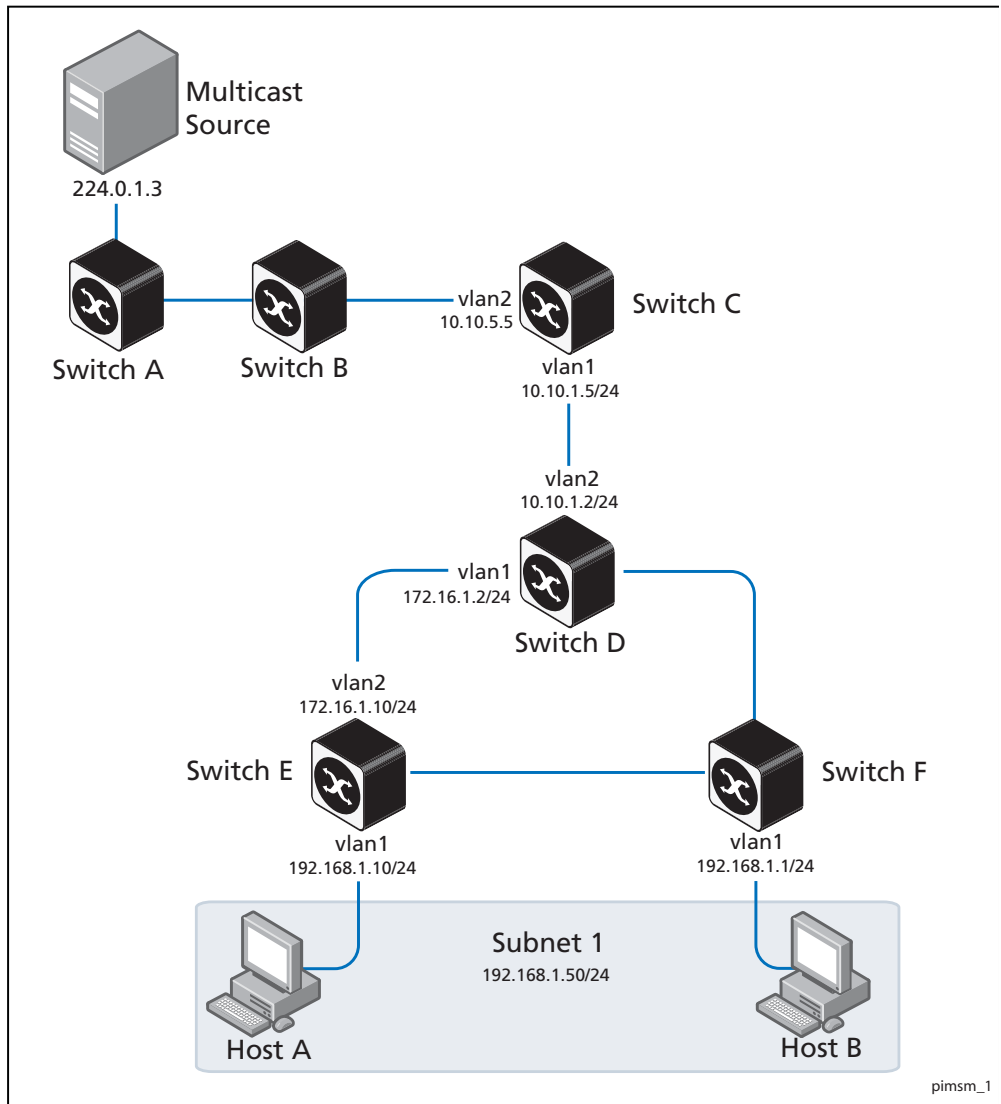 Multicast
Source
224.0.1.3
Switch A
Switch B
vlan2
10.10.5.5
Switch C
vlan1
10.10.1.5/24
vlan2
10.10.1.2/24
vlan1
172.16.1.2/24
Switch D
vlan2
172.16.1.10/24
Switch E
Switch F
vlan1
192.168.1.10/24
vlan1
192.168.1.1/24
Subnet 1
192.168.1.50/24
Host A
Host B
pimsm_1